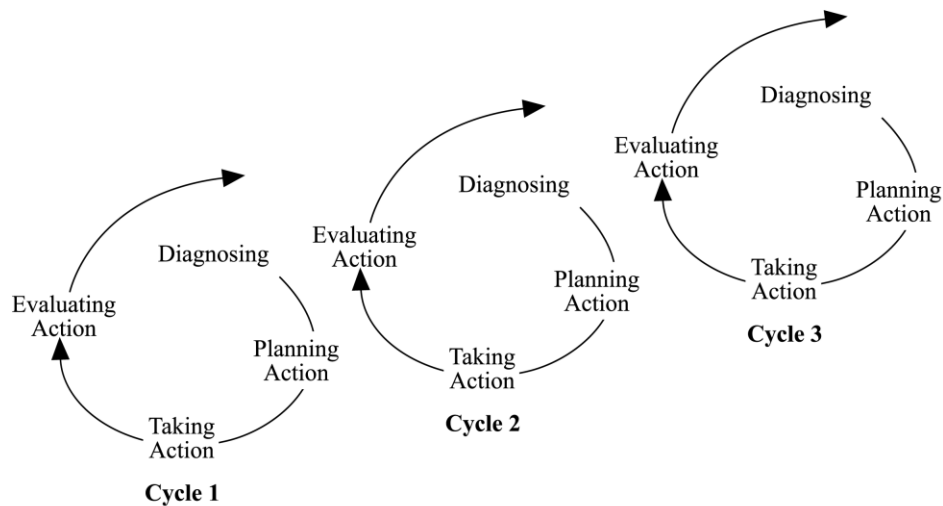 Diagnosing
Planning
Action
Taking
Action
Evaluating
Action
Cycle 1
Diagnosing
Planning
Action
Taking
Action
Evaluating
Action
Cycle 2
Diagnosing
Planning
Action
Taking
Action
Evaluating
Action
Cycle 3